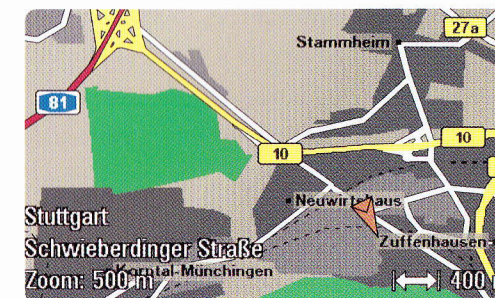 27a
Stammheim
81
10
10
Neuwirtshaus
Stuttgart
Zuffenhausen-
Schwieberdinger Straße
Korntal-Münchingen
Zoom: 500 m
400